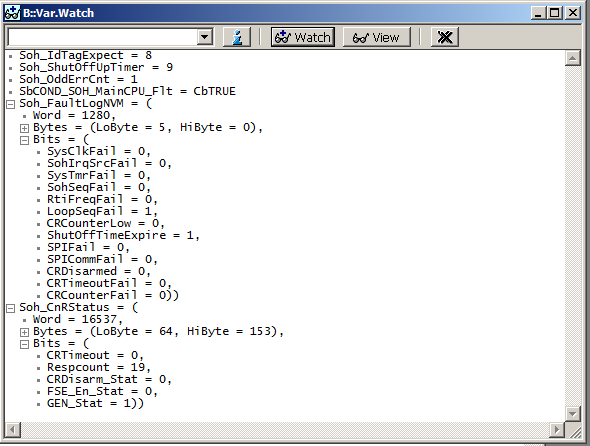 B::Var.Watch
Watch View
Soh_IdTagExpect = 8
Soh_ShutOffUpTimer = 9
Soh_OddErrCnt = 1
SbCOND_SOH_MainCPU_Flt = CbTRUE
Soh_FaultLogNVM = (
Word = 1280,
Bytes = (LoByte = 5, HiByte = 0),
Bits = (
SysClkFail = 0,
SohIrqSrcFail = 0,
SysTmrFail = 0,
SohSeqFail = 0,
RtiFreqFail = 0,
LoopSeqFail = 1,
CRCounterLow = 0,
ShutOffTimeExpire = 1,
SPIFail = 0,
SPICommFail = 0,
CRDisarmed = 0,
CRTimeoutFail = 0,
CRCounterFail = 0))
Soh_CnRStatus = (
Word = 16537,
Bytes = (LoByte = 64, HiByte = 153),
Bits = (
CRTimeout = 0,
Respcount = 19,
CRDisarm_Stat = 0,
FSE_En_Stat = 0,
GEN_Stat = 1))